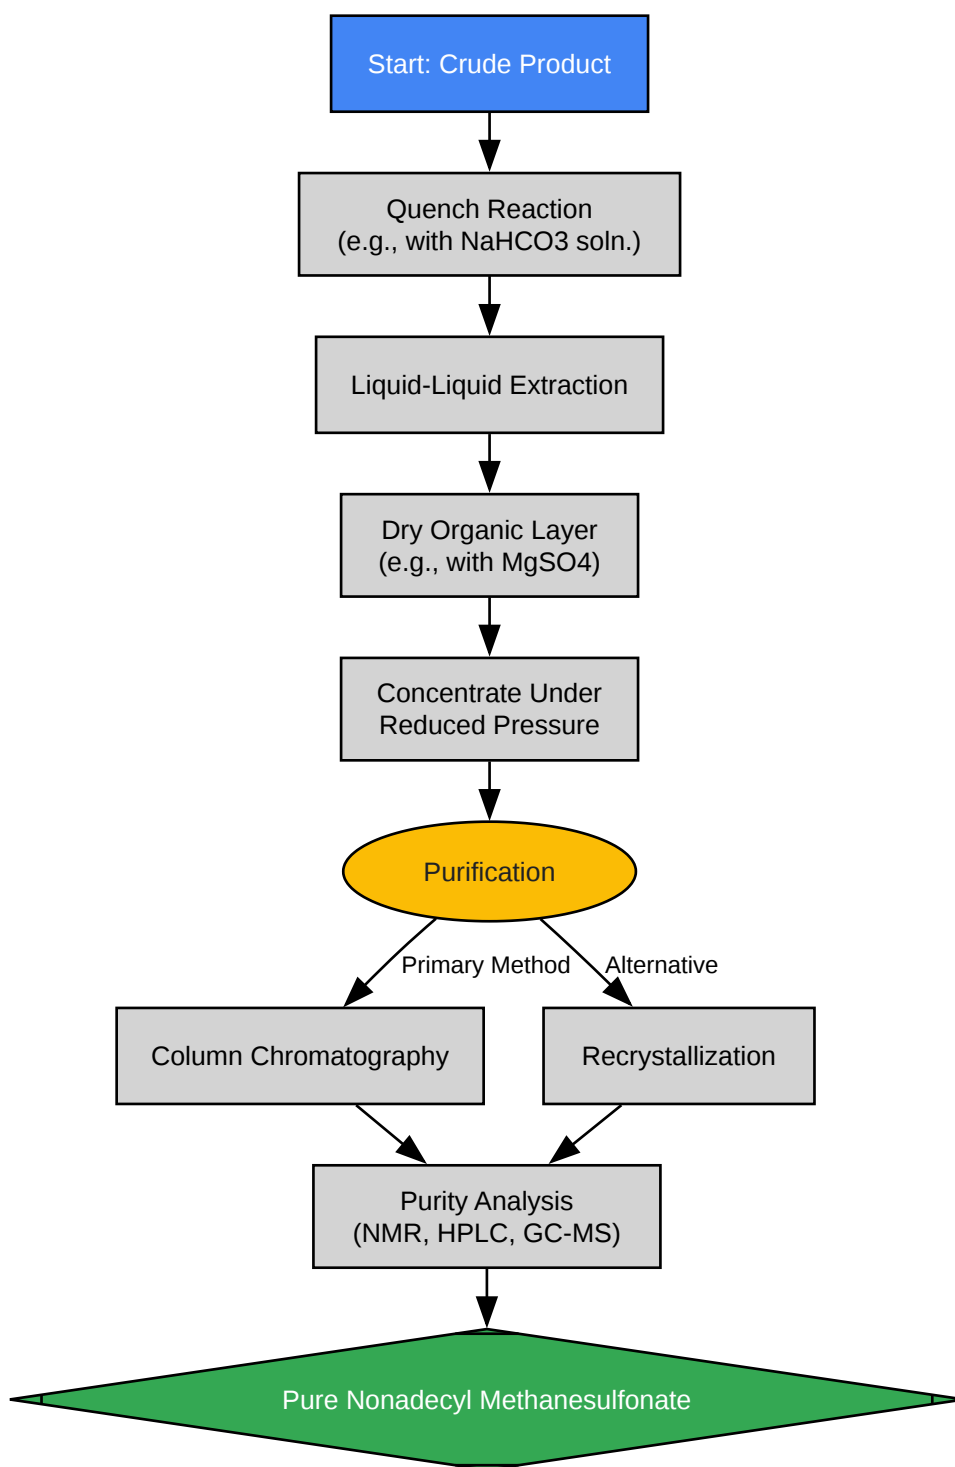 Start: Crude Product
Quench Reaction
(e.g., with NaHCO3 soln.)
Liquid-Liquid Extraction
Dry Organic Layer
(e.g., with MgSO4)
Concentrate Under
Reduced Pressure
Purification
Primary Method
Alternative
Column Chromatography
Recrystallization
Purity Analysis
(NMR, HPLC, GC-MS)
Pure Nonadecyl Methanesulfonate